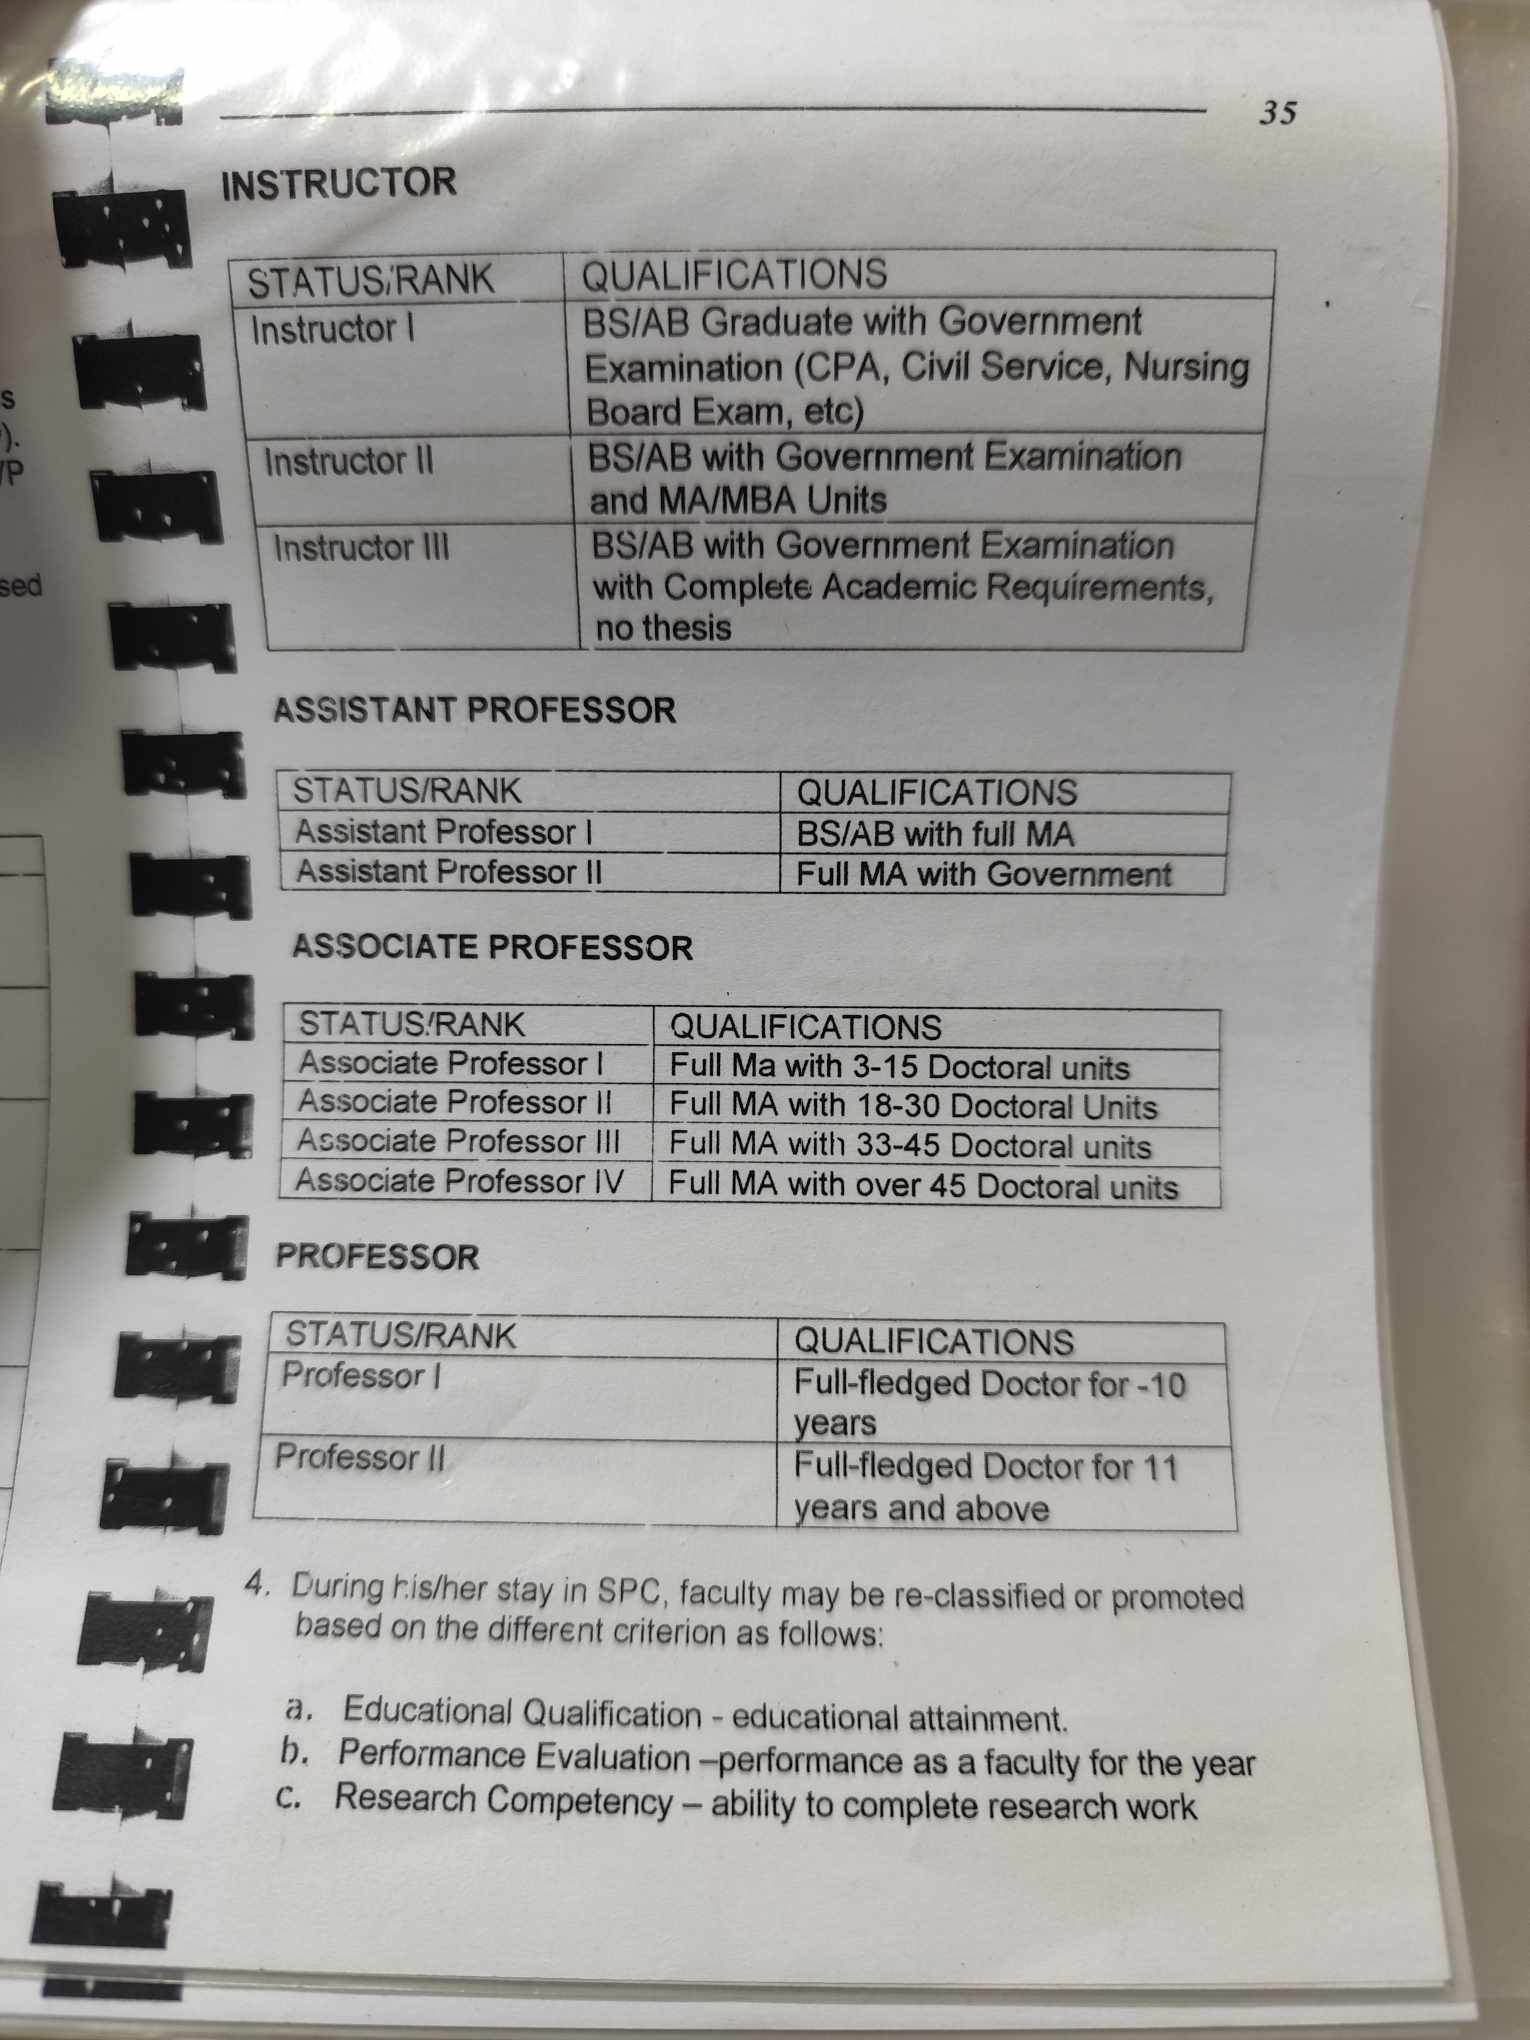 35
INSTRUCTOR
STATUS/RANK QUALIFICATIONS
Instructor I BS/AB Graduate with Government
Examination (CPA, Civil Service, Nursing
Board Exam, etc)
Instructor II BS/AB with Government Examination
and MA/MBA Units
Instructor III BS/AB with Government Examination
with Complete Academic Requirements,
no thesis
ASSISTANT PROFESSOR
STATUS/RANK QUALIFICATIONS
Assistant Professor I BS/AB with full MA
Assistant Professor II Full MA with Government
ASSOCIATE PROFESSOR
STATUS/RANK QUALIFICATIONS
Associate Professor I Full Ma with 3-15 Doctoral units
Associate Professor II Full MA with 18-30 Doctoral Units
Associate Professor III Full MA with 33-45 Doctoral units
Associate Professor IV Full MA with over 45 Doctoral units
PROFESSOR
STATUS/RANK QUALIFICATIONS
Professor I Full-fledged Doctor for -10
years
Professor II Full-fledged Doctor for 11
years and above
4. During his/her stay in SPC, faculty may be re-classified or promoted
based on the different criterion as follows:
a. Educational Qualification - educational attainment.
b. Performance Evaluation –performance as a faculty for the year
c. Research Competency – ability to complete research work